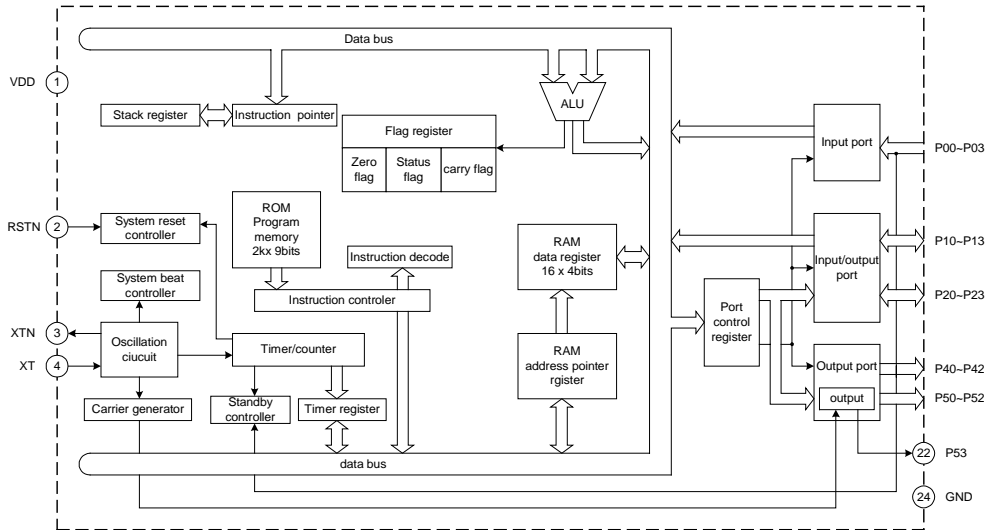 Data bus
VDD
1
ALU
Stack register
Instruction pointer
Flag register
Zero
flag
Status
flag
carry flag
Input port
P00~P03
RSTN
2
System reset
controller
ROM
Program
memory
2kx 9bits
Instruction decode
RAM
data register
16 x 4bits
Input/output
port
P10~P13
P20~P23
System beat
controller
Instruction controler
Port
control
register
XTN
3
XT
4
Oscillation
ciucuit
Timer/counter
RAM
address pointer
rgister
Output port
output
P40~P42
P50~P52
Carrier generator
Standby
controller
Timer register
data bus
22
P53
24
GND